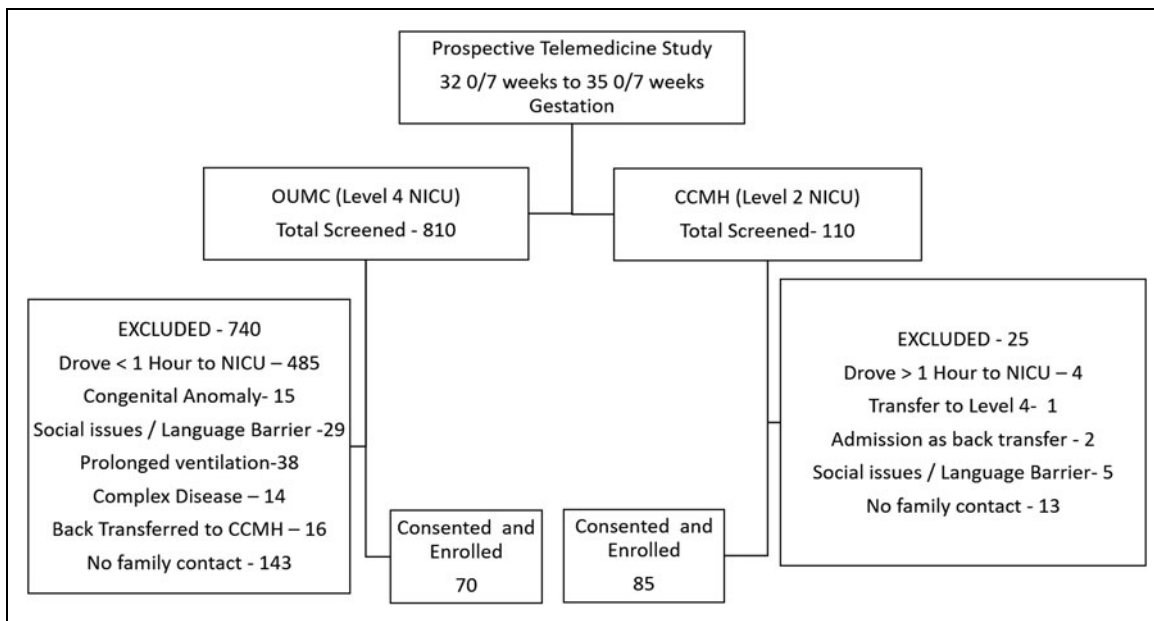 Prospective Telemedicine Study
32 0/7 weeks to 35 0/7 weeks
Gestation
OUMC (Level 4 NICU)
Total Screened - 810
CCMH (Level 2 NICU)
Total Screened- 110
EXCLUDED - 740
Drove < 1 Hour to NICU – 485
Congenital Anomaly- 15
Social issues / Language Barrier -29
Prolonged ventilation-38
Complex Disease – 14
Back Transferred to CCMH – 16
No family contact - 143
Consented and
Enrolled
70
Consented and
Enrolled
85
EXCLUDED - 25
Drove > 1 Hour to NICU – 4
Transfer to Level 4- 1
Admission as back transfer - 2
Social issues / Language Barrier- 5
No family contact - 13